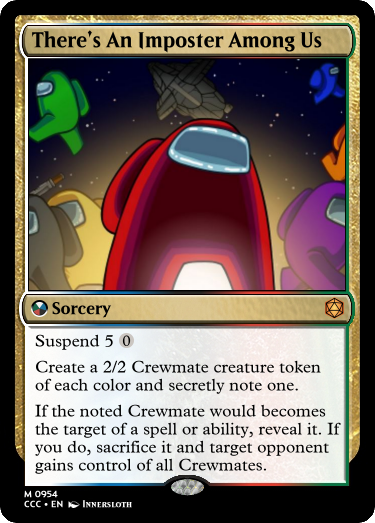 There's An Imposter Among Us
Sorcery
Suspend 5 0
Create a 2/2 Crewmate creature token
of each color and secretly note one.
If the noted Crewmate would becomes
the target of a spell or ability, reveal it. If
you do, sacrifice it and target opponent
gains control of all Crewmates.
M 0954
CCC • EN Innersloth